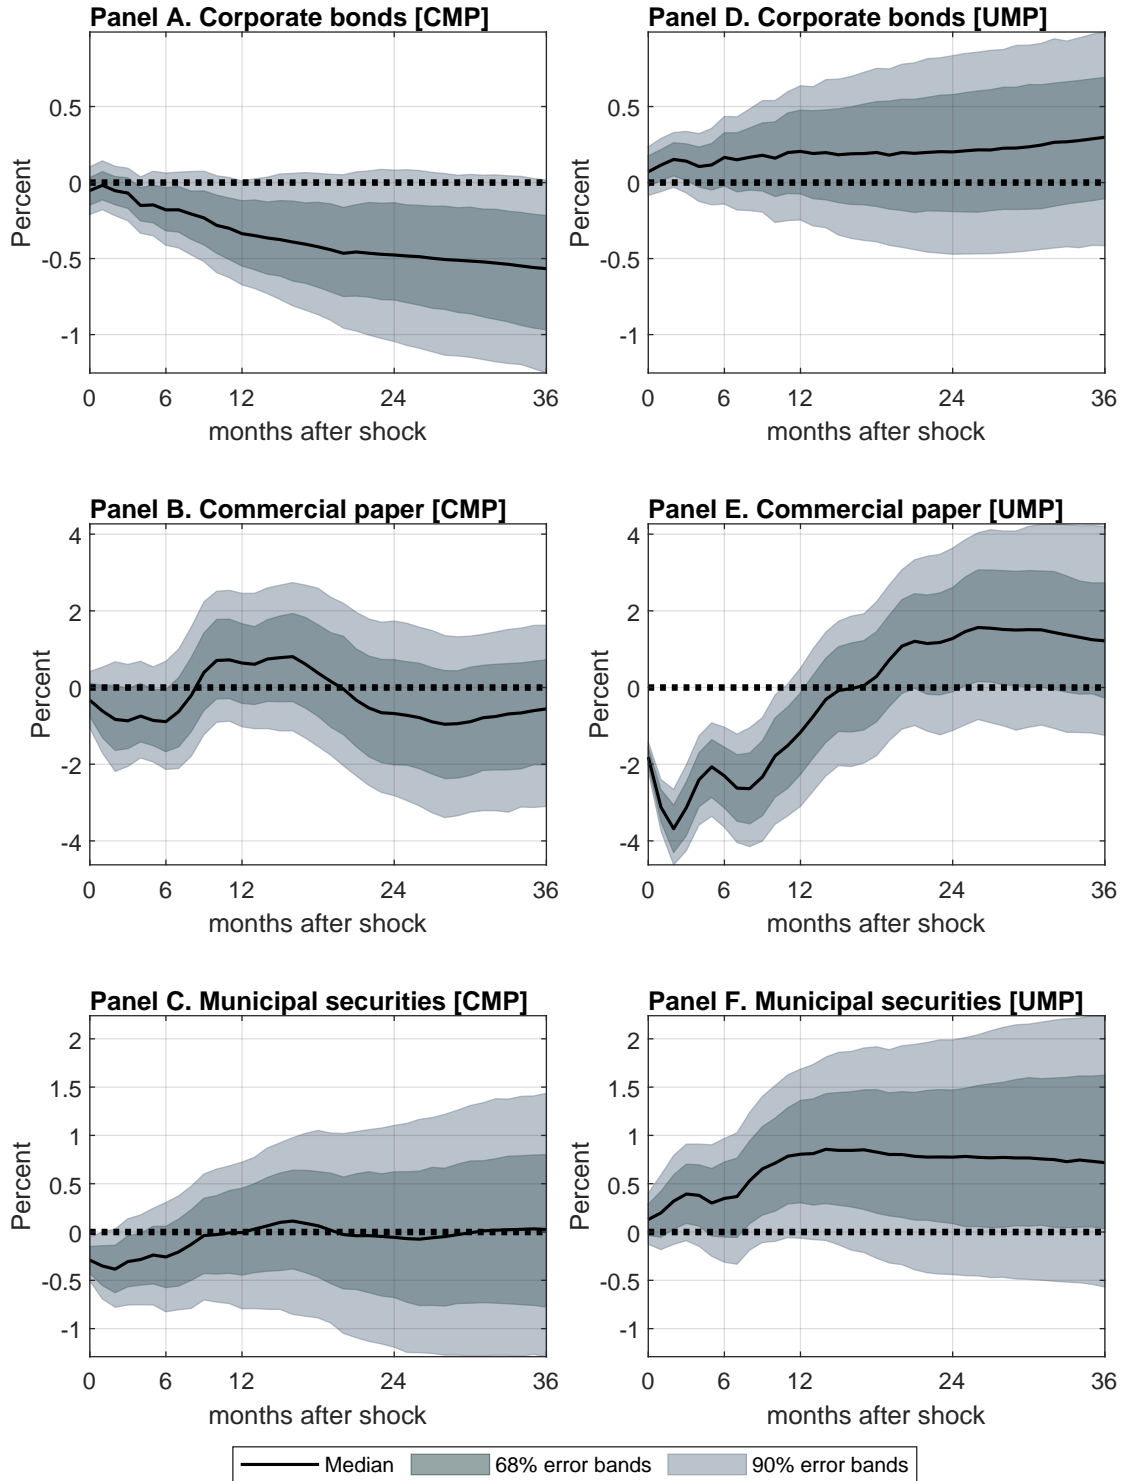 Panel A. Corporate bonds [CMP]
0.5
0
-0.5
-1
Percent
0 6 12 24 36
months after shock
Panel D. Corporate bonds [UMP]
0.5
0
-0.5
-1
Percent
0 6 12 24 36
months after shock
Panel B. Commercial paper [CMP]
4
2
0
-2
-4
Percent
0 6 12 24 36
months after shock
Panel E. Commercial paper [UMP]
4
2
0
-2
-4
Percent
0 6 12 24 36
months after shock
Panel C. Municipal securities [CMP]
2
1.5
1
0.5
0
-0.5
-1
Percent
0 6 12 24 36
months after shock
Panel F. Municipal securities [UMP]
2
1.5
1
0.5
0
-0.5
-1
Percent
0 6 12 24 36
months after shock
Median 68% error bands 90% error bands